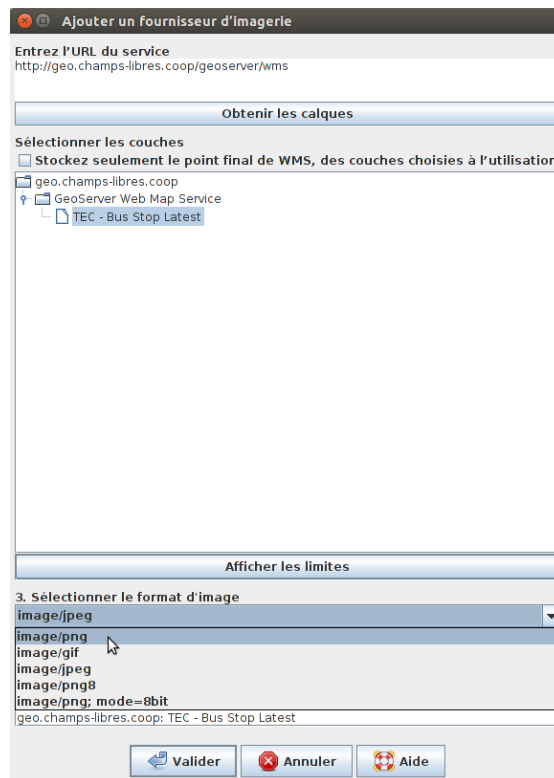 Ajouter un fournisseur d’imagerie
Entrez l’URL du service
http://geo.champs-libres.coop/geoserver/wms
Obtenir les calques
Sélectionner les couches
Stockez seulement le point final de WMS, des couches choisies à l’utilisation
geo.champs-libres.coop
GeoServer Web Map Service
TEC - Bus Stop Latest
Afficher les limites
3. Sélectionner le format d'image
image/jpeg
image/png
image/gif
image/jpeg
image/png8
image/png; mode=8bit
geo.champs-libres.coop: TEC - Bus Stop Latest
Valider Annuler Aide